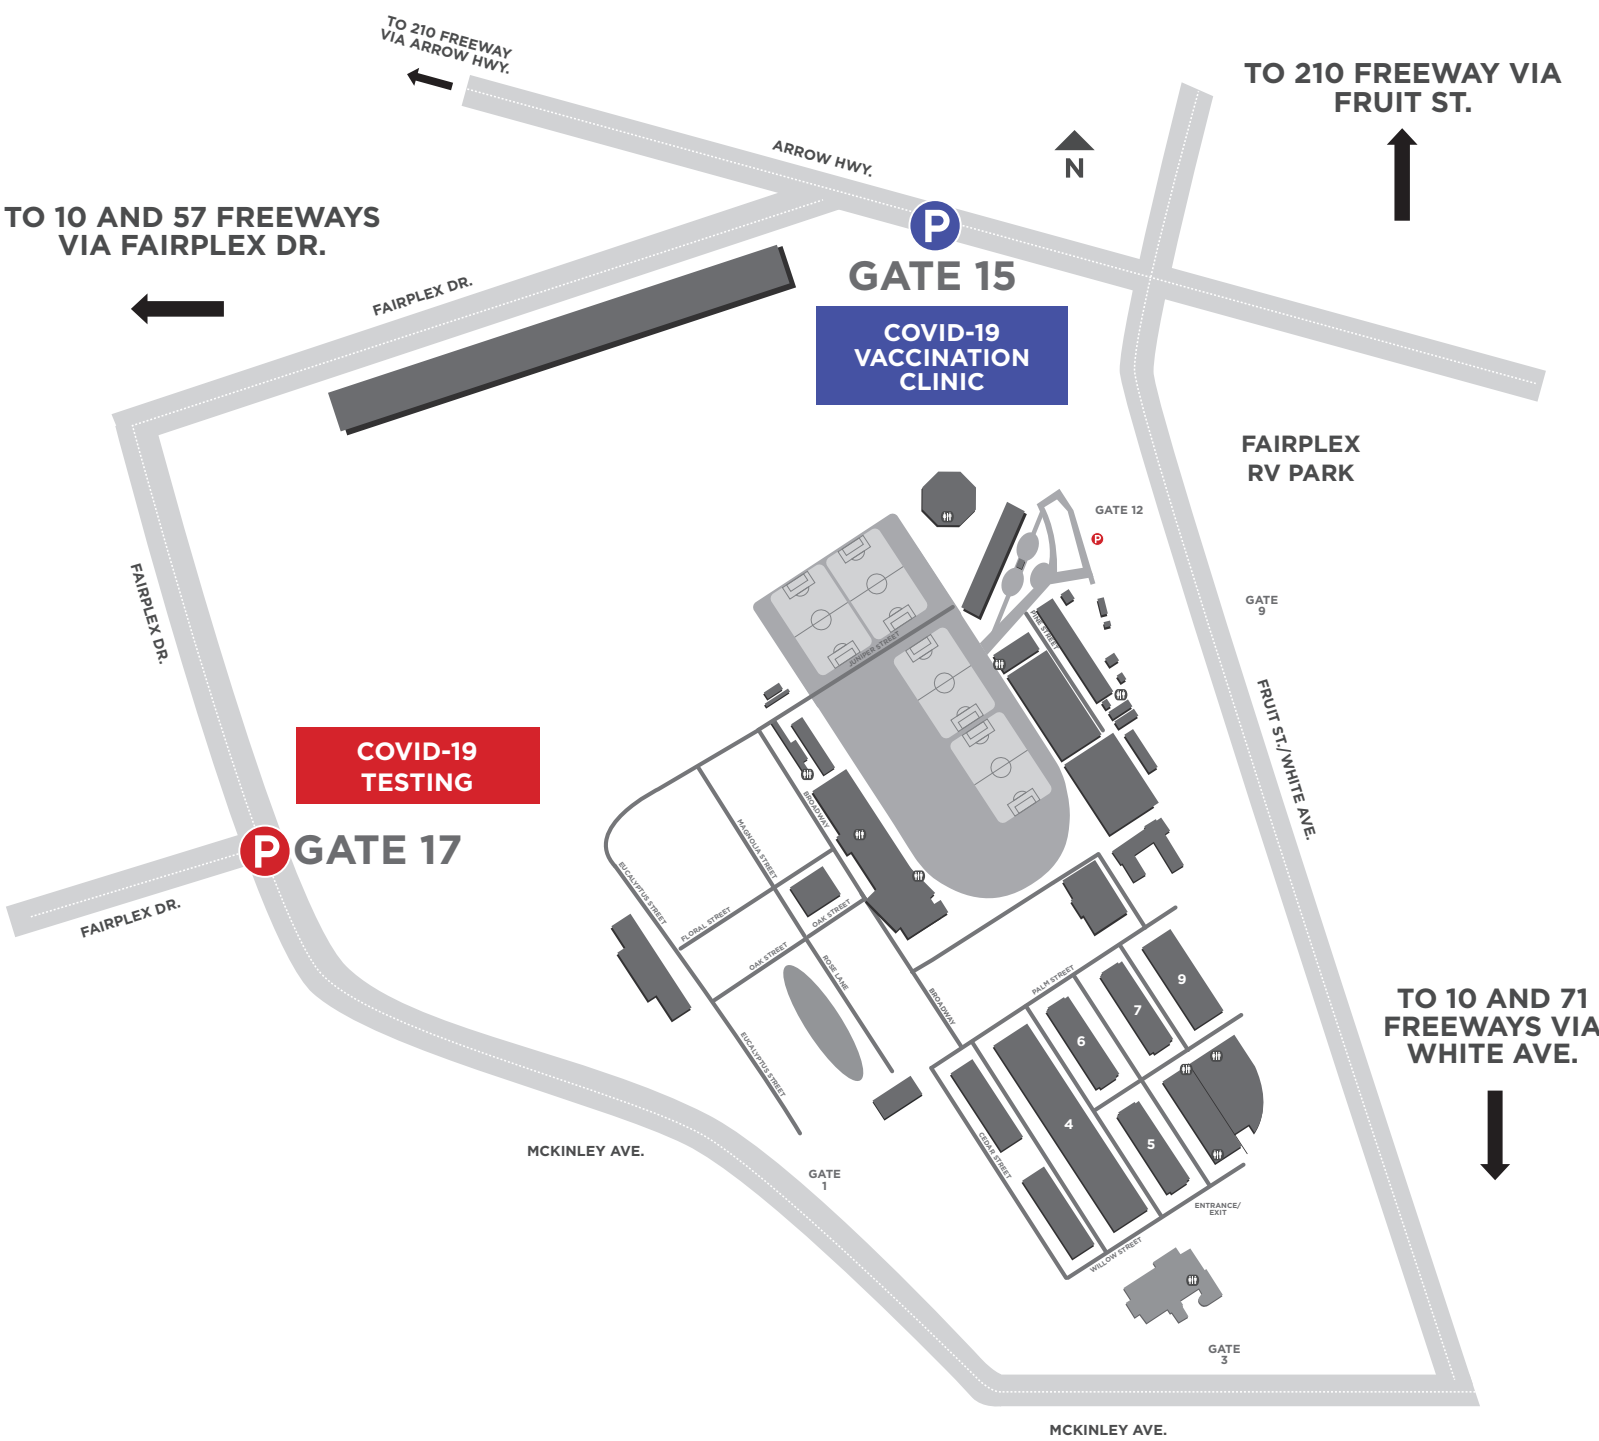 TO 210 FREEWAY
VIA ARROW HWY.
TO 210 FREEWAY VIA
FRUIT ST.
ARROW HWY.
N
TO 10 AND 57 FREEWAYS
VIA FAIRPLEX DR.
P
GATE 15
FAIRPLEX DR.
COVID-19
VACCINATION
CLINIC
FAIRPLEX
RV PARK
GATE 12
P
FAIRPLEX DR.
GATE
9
PINE STREET
JUNIPER STREET
FRUIT ST./WHITE AVE.
COVID-19
TESTING
P
GATE 17
BROADWAY
MAGNOLIA STREET
EUCALYPTUS STREET
FAIRPLEX DR.
FLORAL STREET
OAK STREET
OAK STREET
ROSE LANE
PALM STREET
BROADWAY
9
7
6
TO 10 AND 71
FREEWAYS VIA
WHITE AVE.
EUCALYPTUS STREET
4
5
CEDAR STREET
MCKINLEY AVE.
GATE
1
ENTRANCE/
EXIT
WILLOW STREET
GATE
3
MCKINLEY AVE.